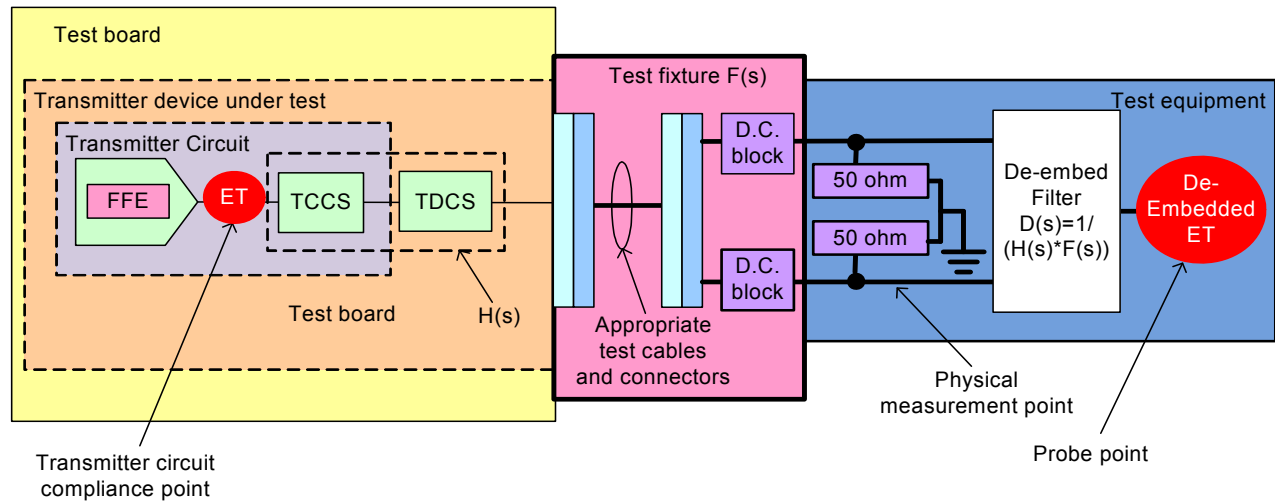 Test board
Transmitter device under test
Transmitter Circuit
FFE
ET
TCCS
TDCS
H(s)
Test board
Transmitter circuit
compliance point
Test fixture F(s)
D.C.
block
D.C.
block
Appropriate
test cables
and connectors
Test equipment
50 ohm
50 ohm
De-embed
Filter
D(s)=1/
(H(s)*F(s))
De-
Embedded
ET
Physical
measurement point
Probe point